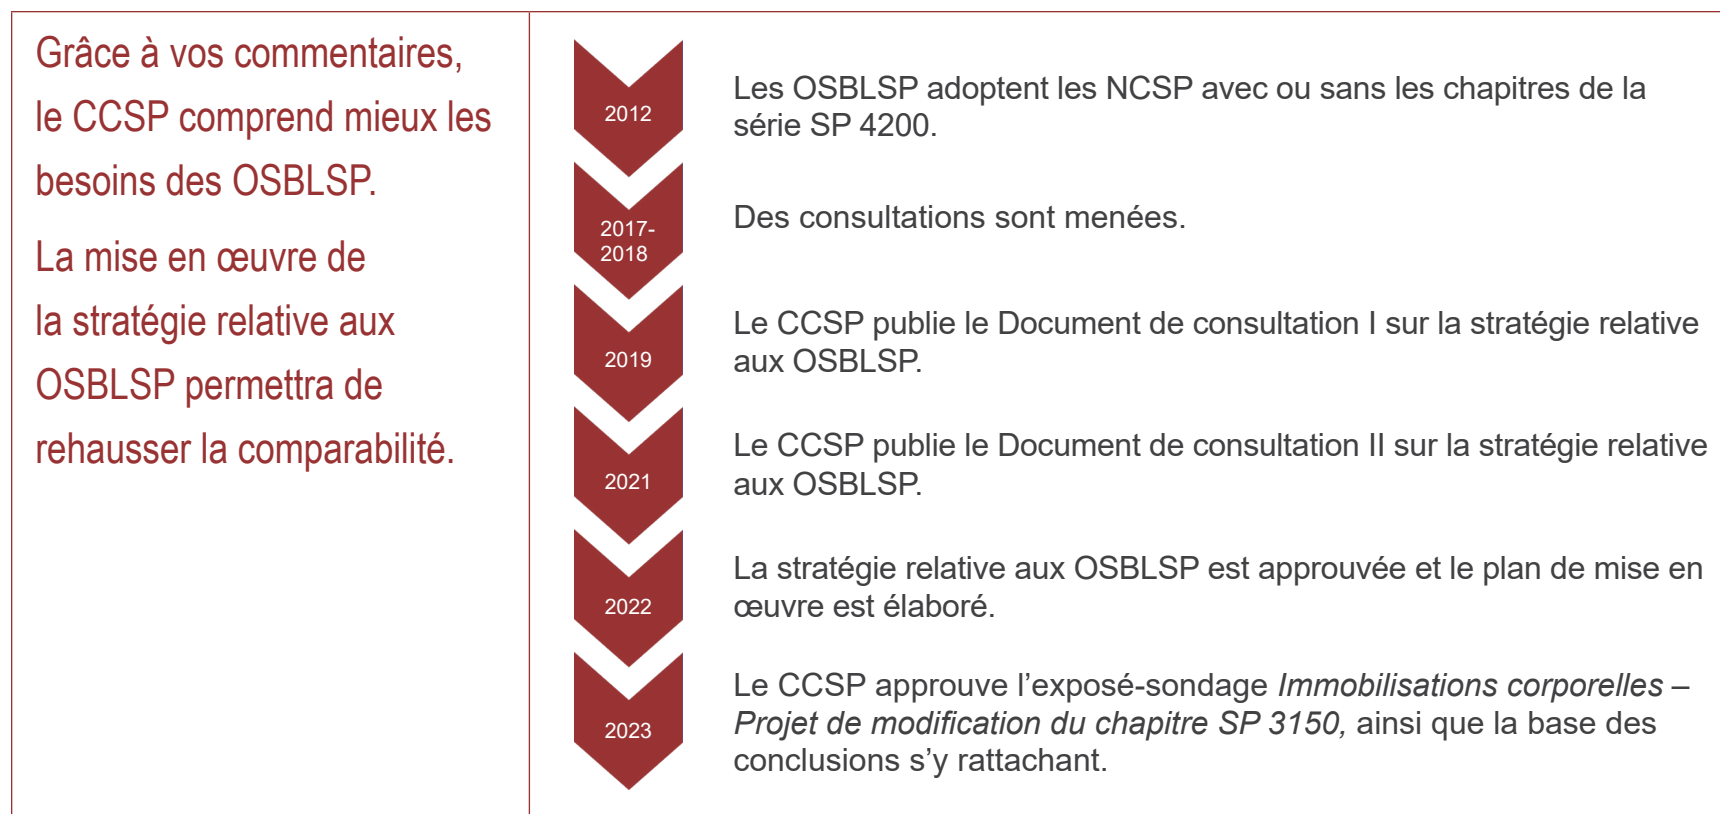 Grâce à vos commentaires,
le CCSP comprend mieux les
besoins des OSBLSP.
La mise en œuvre de
la stratégie relative aux
OSBLSP permettra de
rehausser la comparabilité.
2012
Les OSBLSP adoptent les NCSP avec ou sans les chapitres de la
série SP 4200.
2017-
2018
Des consultations sont menées.
2019
Le CCSP publie le Document de consultation I sur la stratégie relative
aux OSBLSP.
2021
Le CCSP publie le Document de consultation II sur la stratégie relative
aux OSBLSP.
2022
La stratégie relative aux OSBLSP est approuvée et le plan de mise en
œuvre est élaboré.
2023
Le CCSP approuve l’exposé-sondage Immobilisations corporelles –
Projet de modification du chapitre SP 3150, ainsi que la base des
conclusions s’y rattachant.